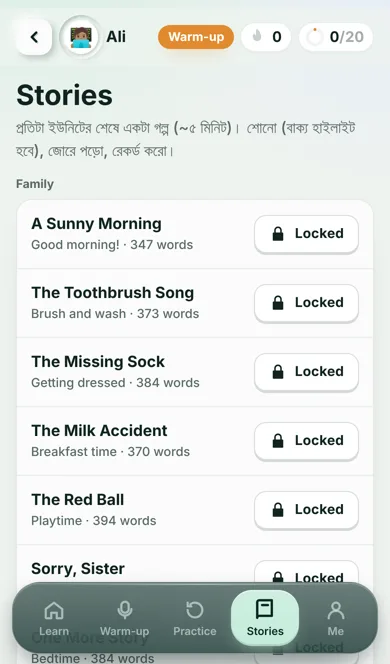 Ali
Warm-up
0
0/20
Stories
প্রতিটা ইউনিটের শেষে একটা গল্প (~৫ মিনিট)। শোনো (বাক্য হাইলাইট
হবে), জোরে পড়ো, রেকর্ড করো।
Family
A Sunny Morning
Good morning! · 347 words
Locked
The Toothbrush Song
Brush and wash · 373 words
Locked
The Missing Sock
Getting dressed · 384 words
Locked
The Milk Accident
Breakfast time · 370 words
Locked
The Red Ball
Playtime · 394 words
Locked
Sorry, Sister
Locked
One More Story
Bedtime · 384 words
Learn
Warm-up
Practice
Stories
Me